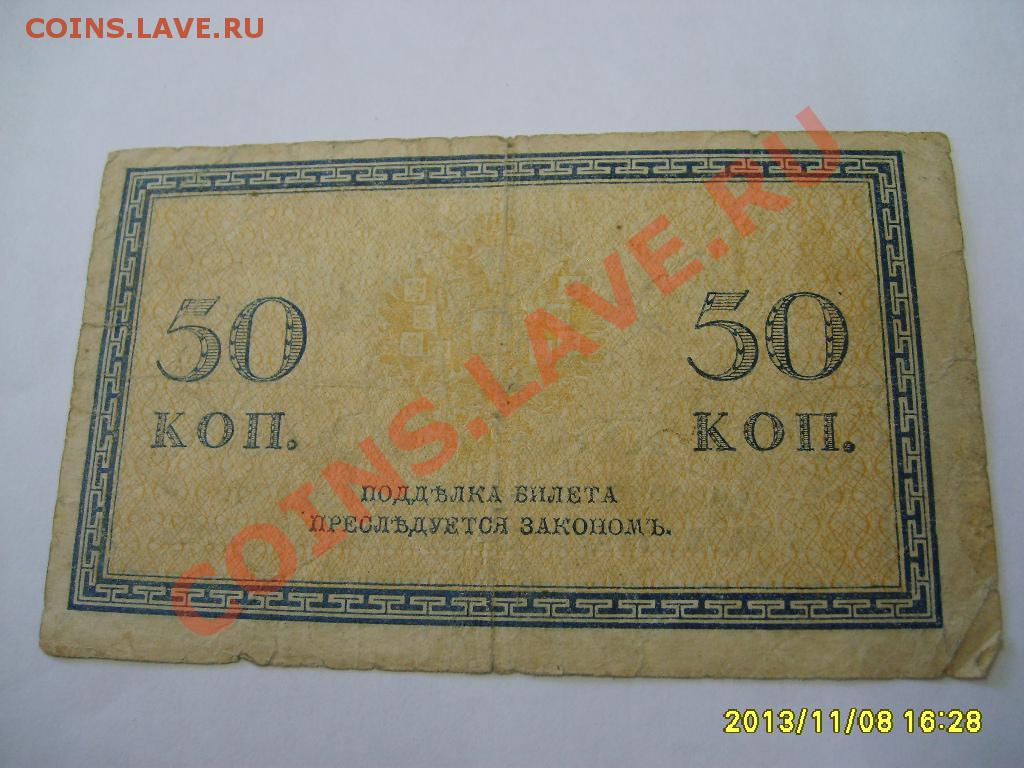 COINS.LAVE.RU
50
50
КОП.
КОП.
ПОДДѢЛКА БИЛЕТА
ПРЕСЛѢДУЕТСЯ ЗАКОНОМЪ.
COINS.LAVE.RU
2013/11/08 16:28